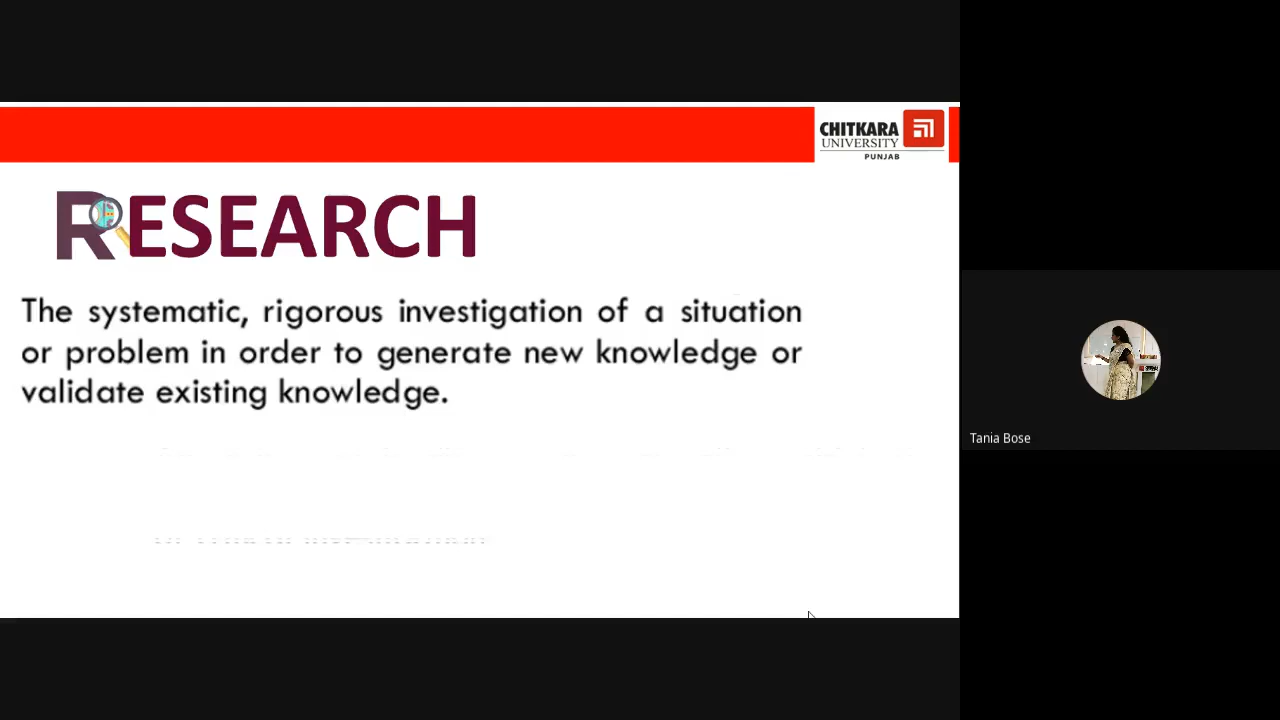 CHITKARA
UNIVERSITY
PUNJAB
RESEARCH
The systematic, rigorous investigation of a situation
or problem in order to generate new knowledge or
validate existing knowledge.
Tania Bose